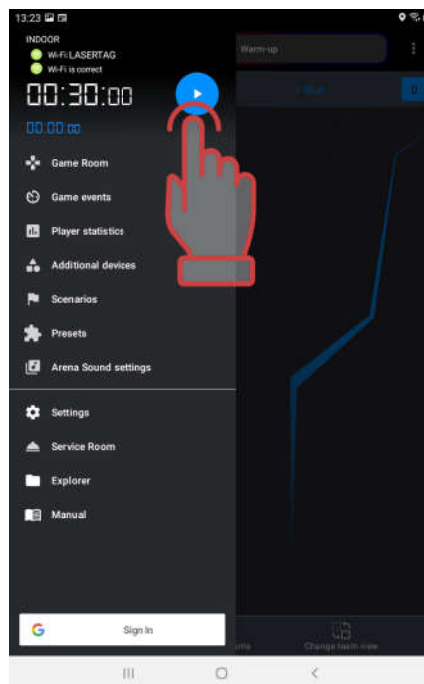 13:23
INDOOR
Wi-Fi: LASERTAG
Wi-Fi is correct
Warm-up
00:30:00
Blue
0
00:00:00
Game Room
Game events
Player statistics
Additional devices
Scenarios
Presets
Arena Sound settings
Settings
Service Room
Explorer
Manual
Sign In
Change team view